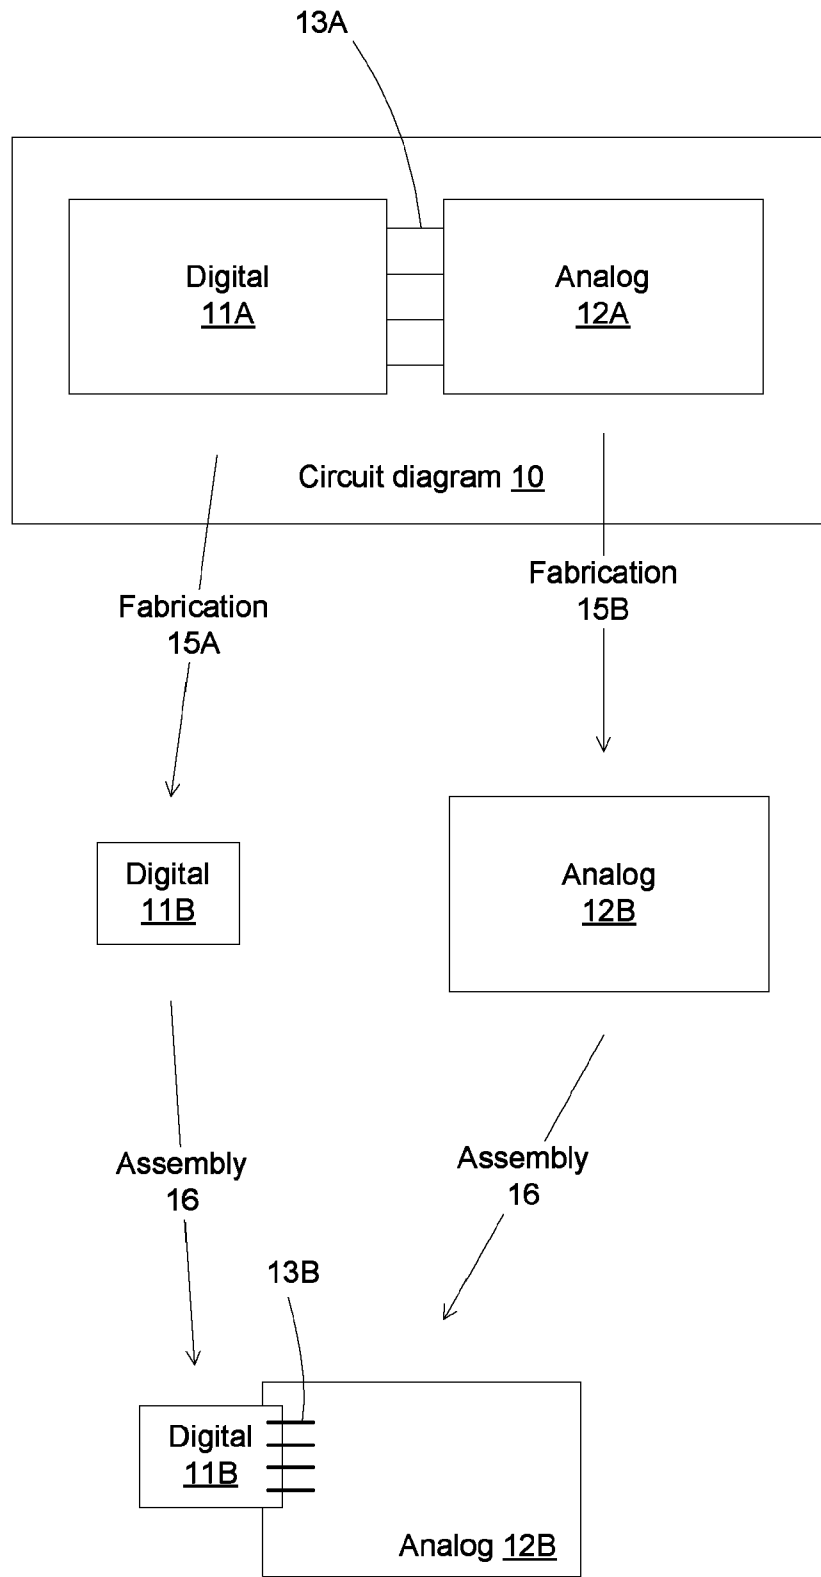 13A
Digital
11A
Analog
12A
Circuit diagram 10
Fabrication
15A
Fabrication
15B
Digital
11B
Analog
12B
Assembly
16
Assembly
16
13B
Digital
11B
Analog 12B